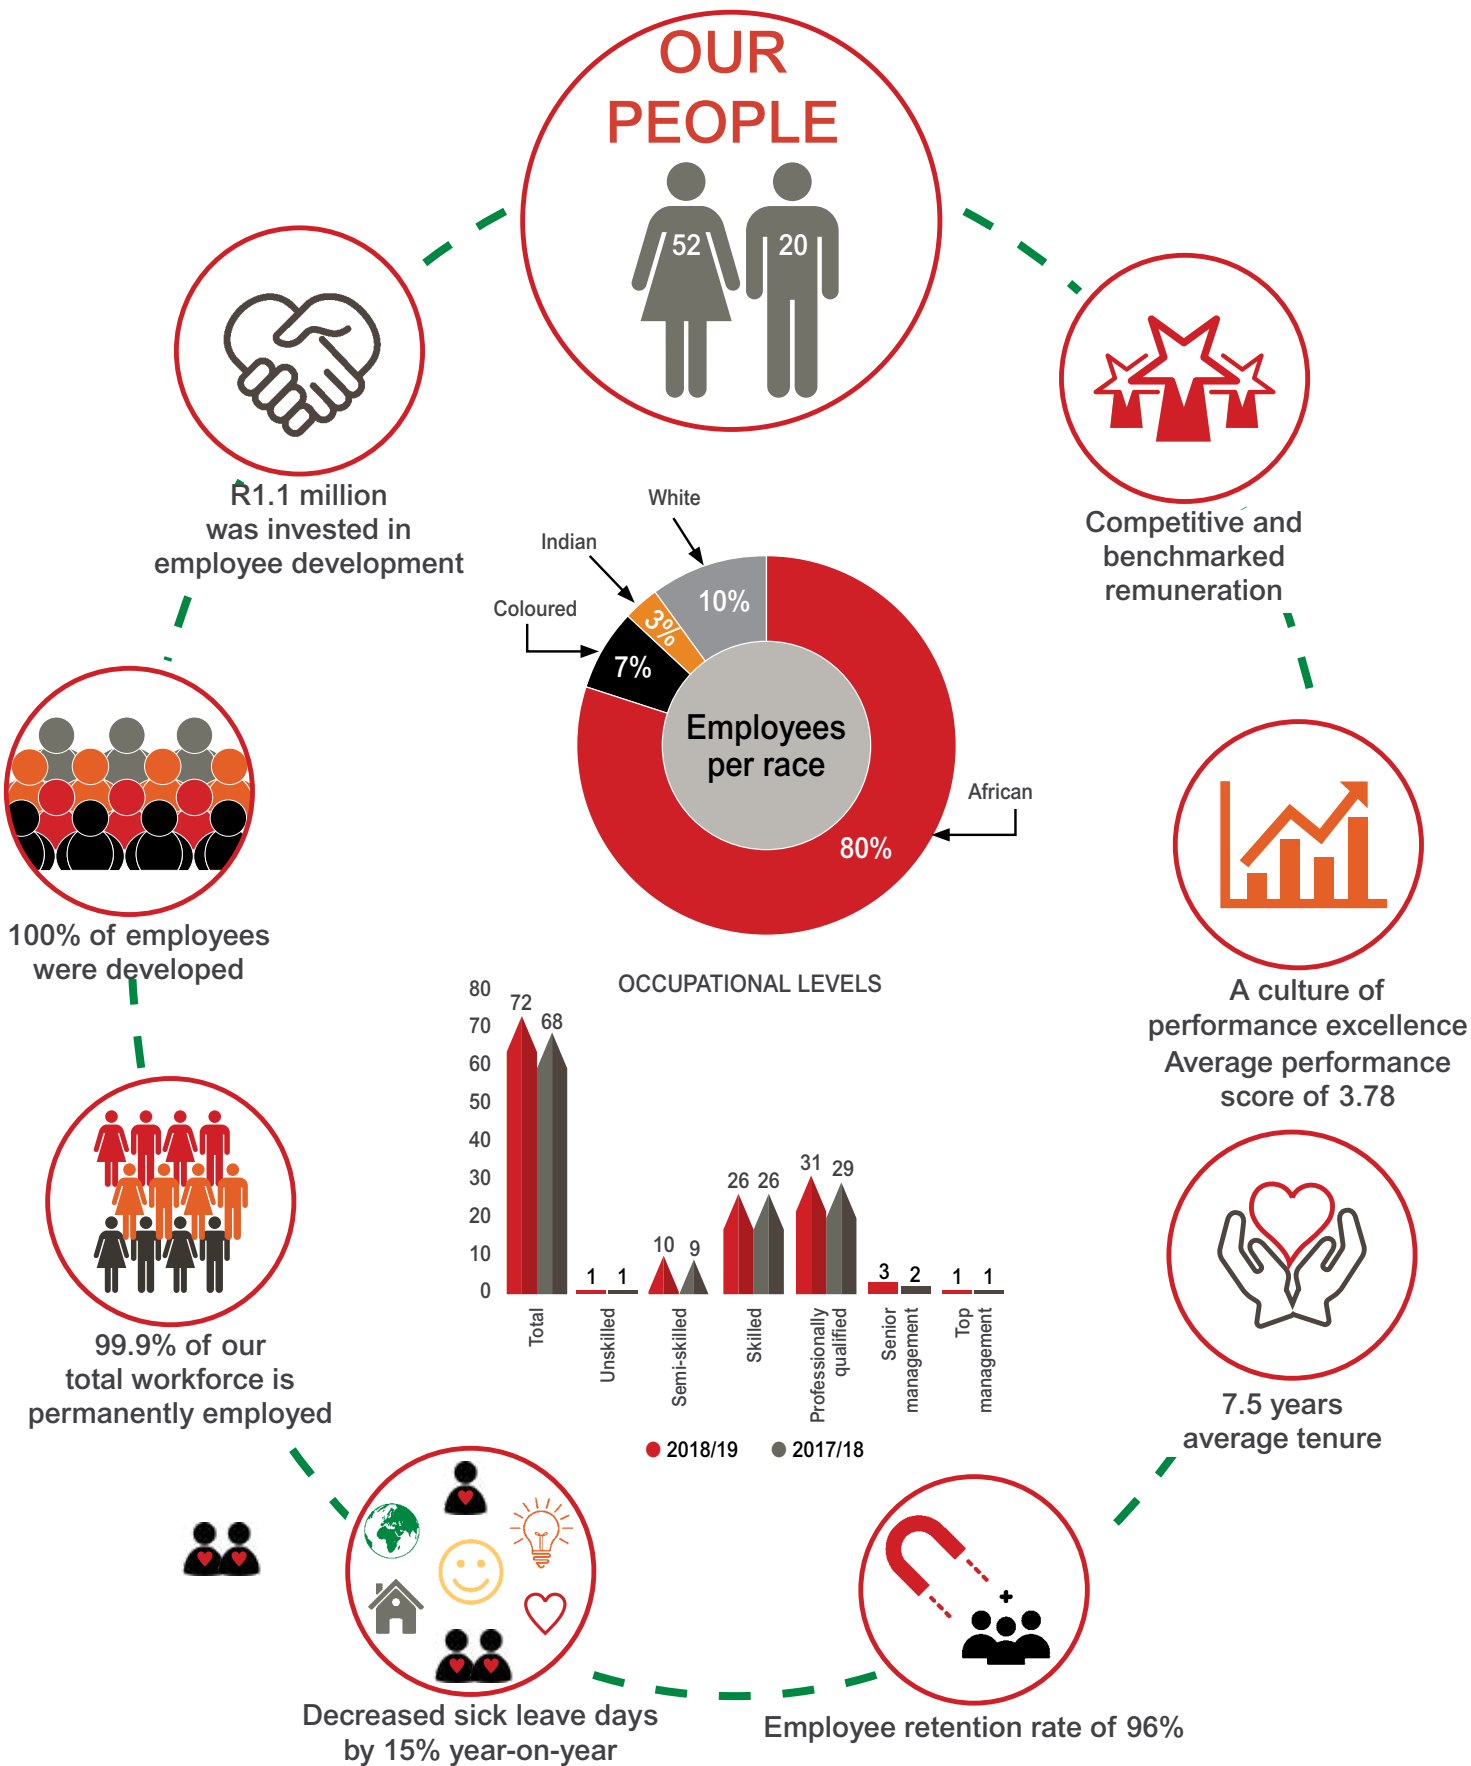 OUR
PEOPLE
52
20
R1.1 million
was invested in
employee development
Competitive and
benchmarked
remuneration
White
Indian
Coloured
10%
3%
7%
Employees
per race
African
80%
100% of employees
were developed
A culture of
performance excellence
Average performance
score of 3.78
OCCUPATIONAL LEVELS
80
70
60
50
40
30
20
10
0
72
68
1
1
10
9
26
26
31
29
3
2
1
1
Total
Unskilled
Semi-skilled
Skilled
Professionally
qualified
Senior
management
Top
management
2018/19
2017/18
99.9% of our
total workforce is
permanently employed
7.5 years
average tenure
Decreased sick leave days
by 15% year-on-year
Employee retention rate of 96%